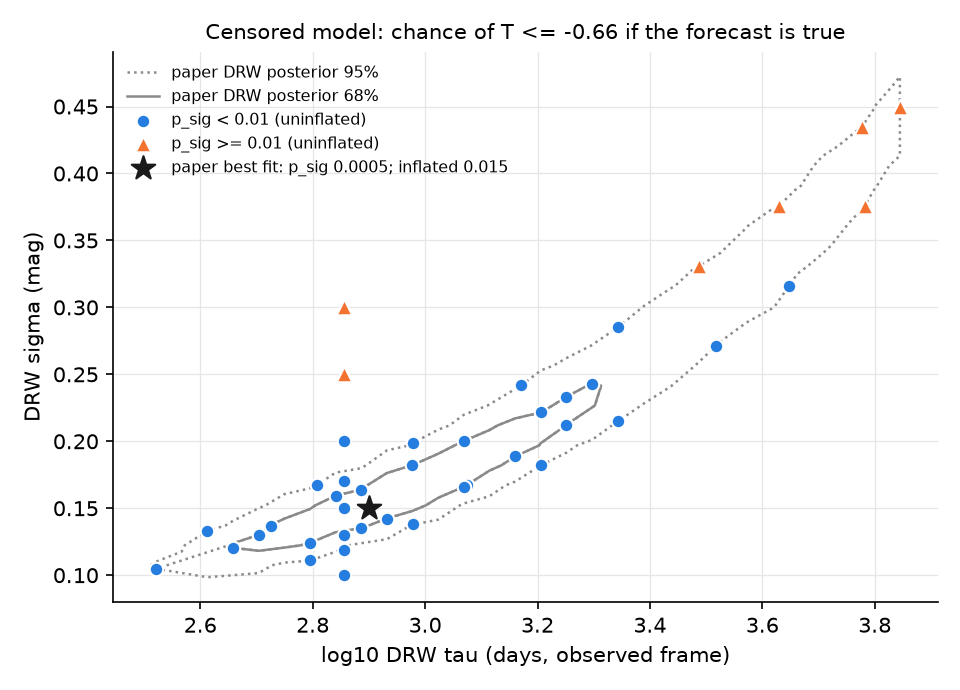 Censored model: chance of T <= -0.66 if the forecast is true
paper DRW posterior 95%
paper DRW posterior 68%
p_sig < 0.01 (uninflated)
p_sig >= 0.01 (uninflated)
paper best fit: p_sig 0.0005; inflated 0.015
DRW sigma (mag)
0.45
0.40
0.35
0.30
0.25
0.20
0.15
0.10
2.6 2.8 3.0 3.2 3.4 3.6 3.8
log10 DRW tau (days, observed frame)